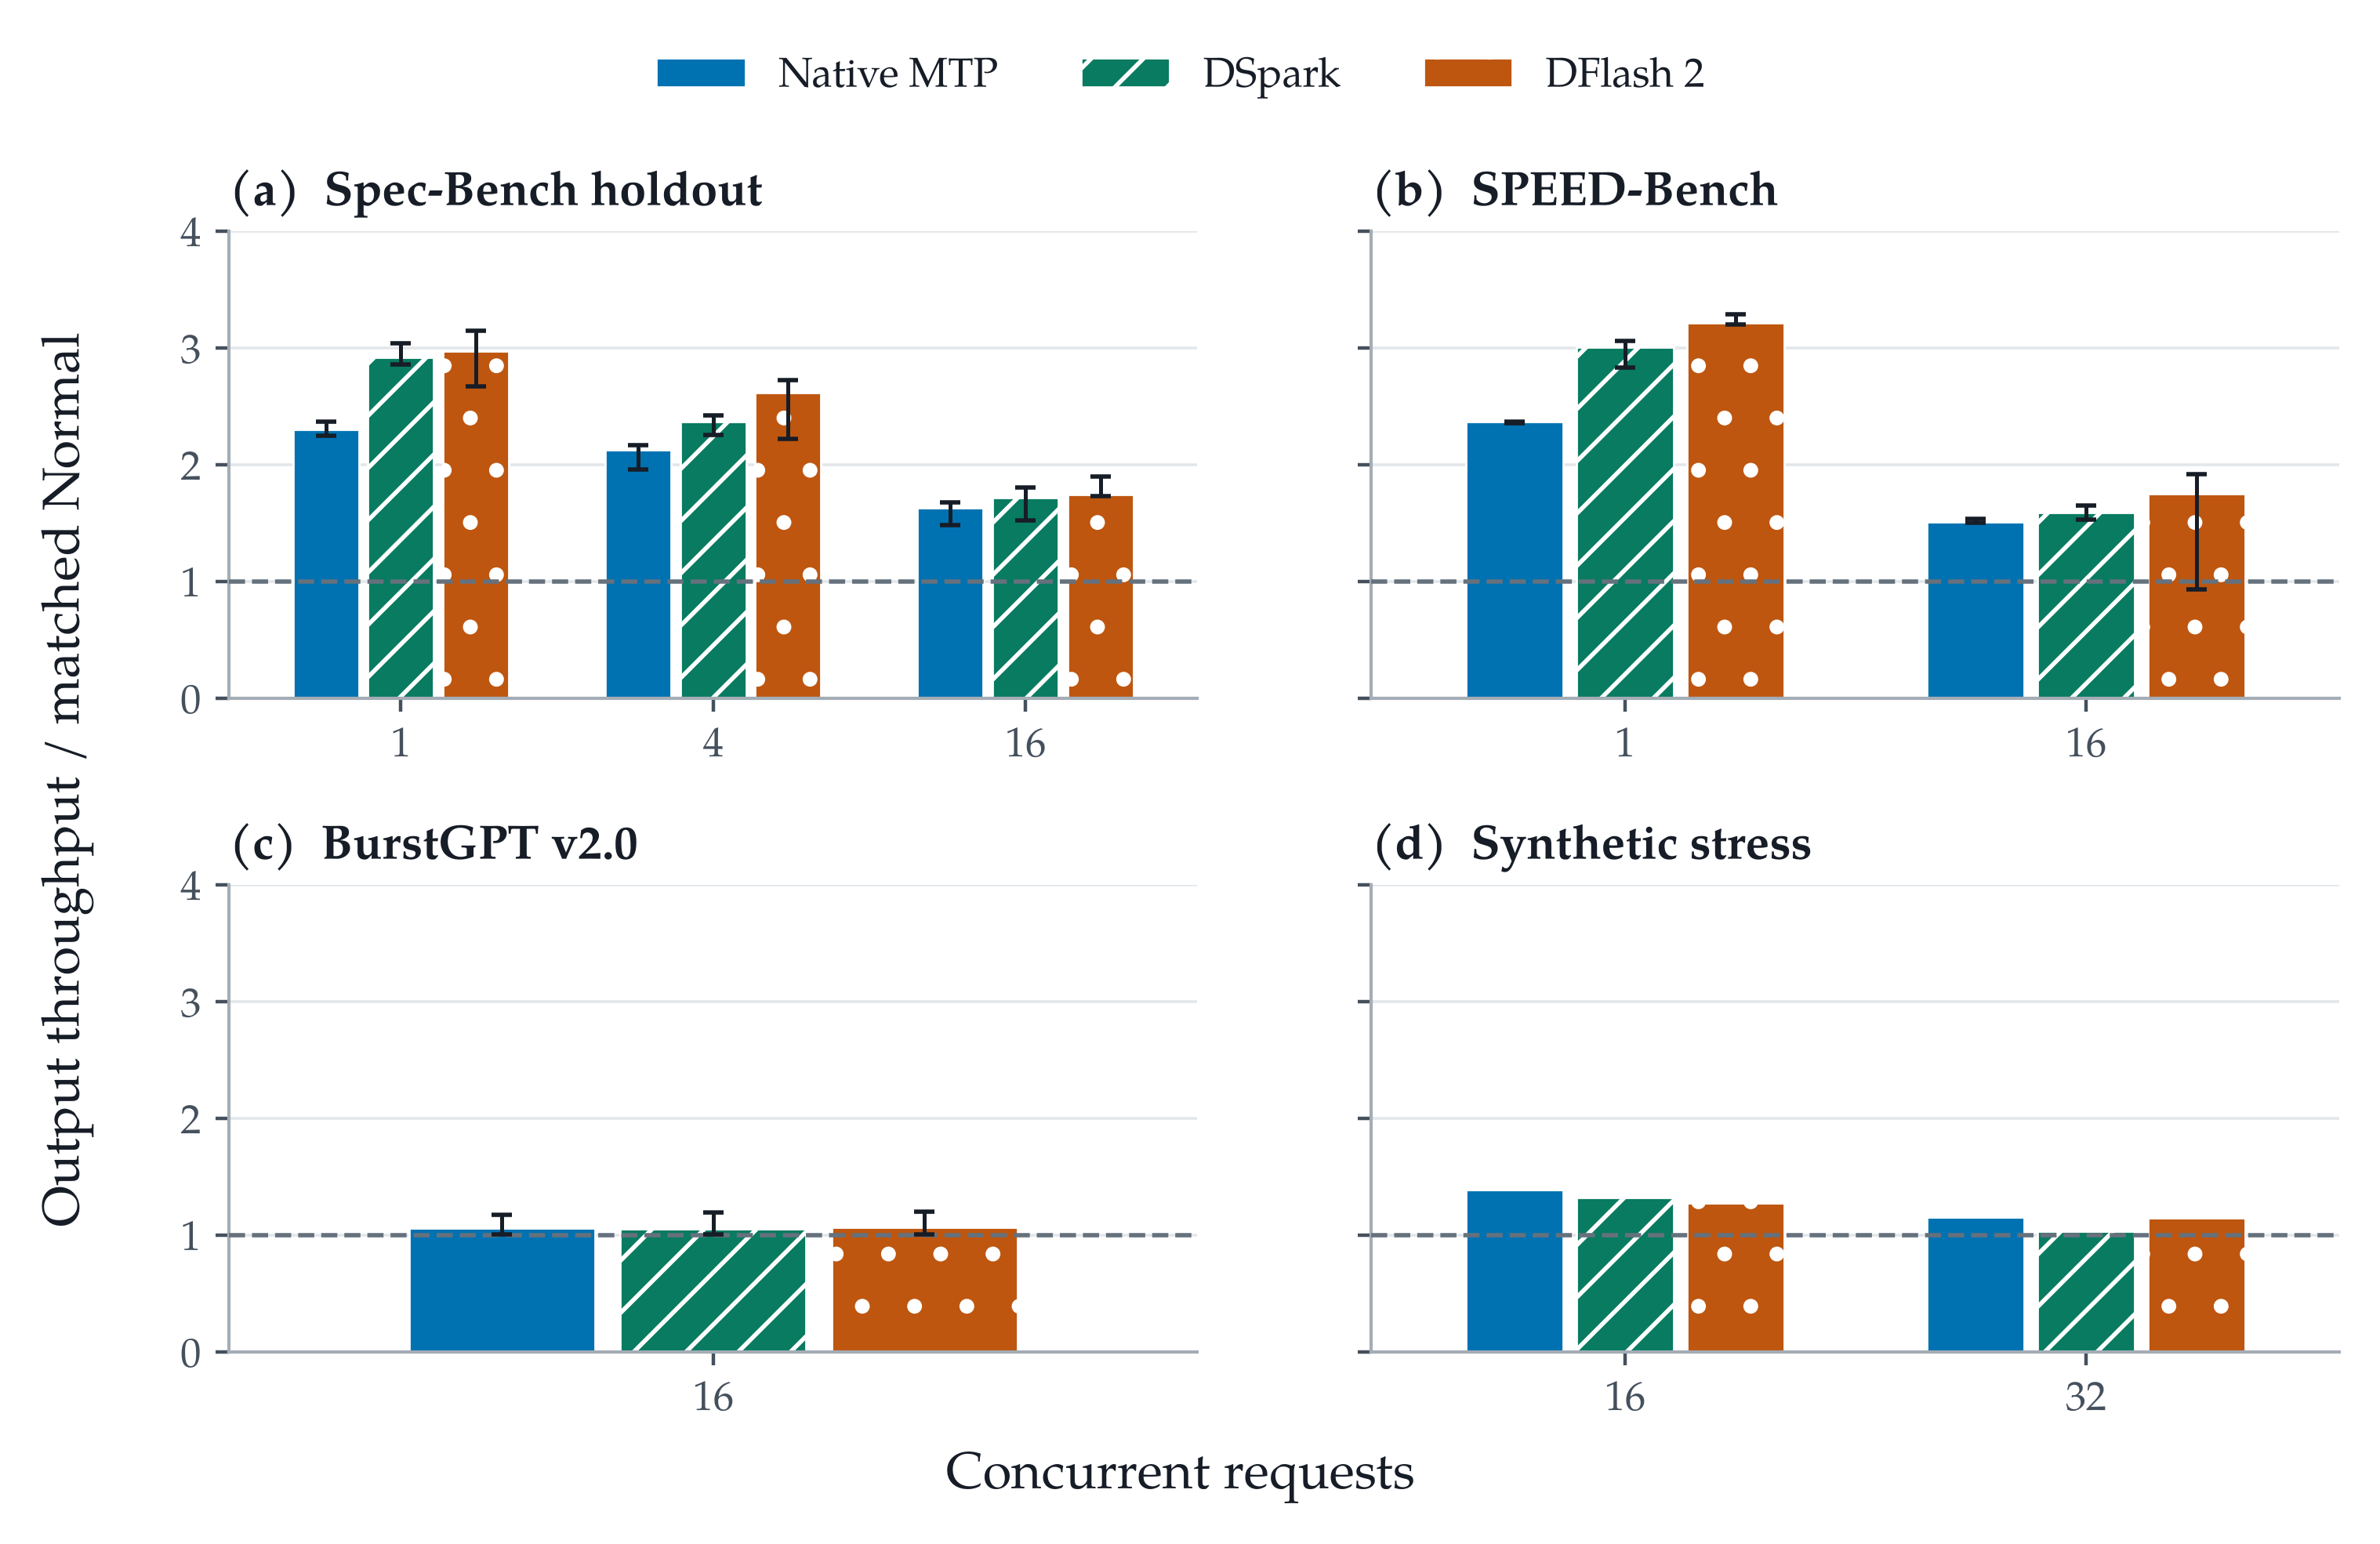 Native MTP
DSpark
DFlash 2
(a) Spec-Bench holdout
(b) SPEED-Bench
4
3
2
1
0
1
4
16
1
16
(c) BurstGPT v2.0
(d) Synthetic stress
4
3
2
1
0
16
16
32
Output throughput / matched Normal
Concurrent requests